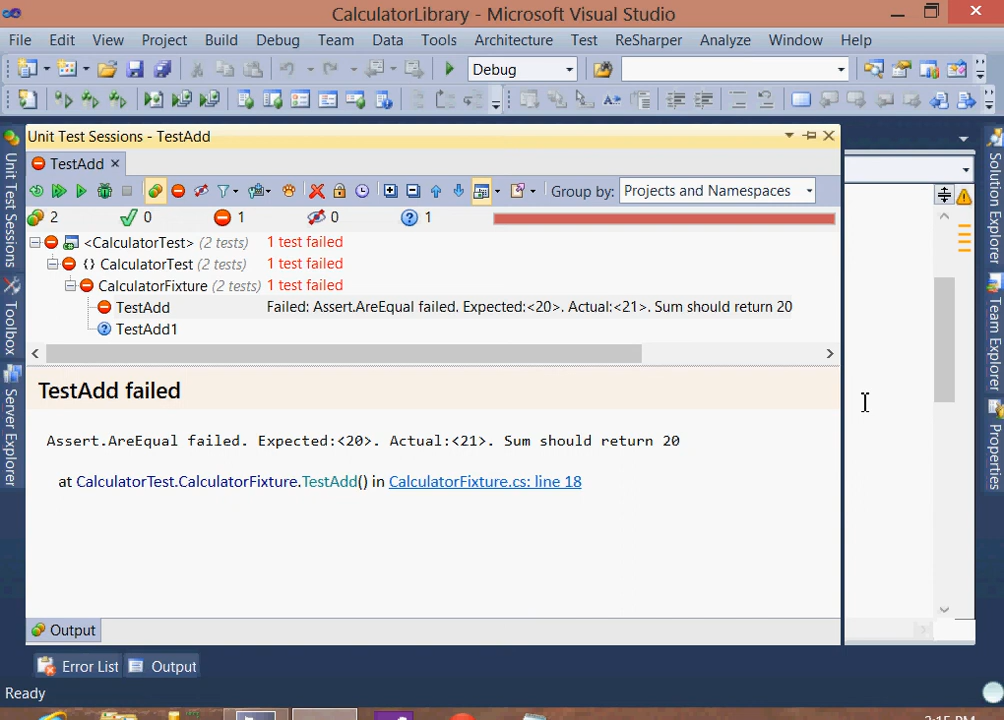 CalculatorLibrary - Microsoft Visual Studio
File Edit View Project Build Debug Team Data Tools Architecture Test ReSharper Analyze Window Help
Debug
Unit Test Sessions - TestAdd
TestAdd
Group by: Projects and Namespaces
2 0 1 0 1
<CalculatorTest> (2 tests) 1 test failed
{} CalculatorTest (2 tests) 1 test failed
CalculatorFixture (2 tests) 1 test failed
TestAdd Failed: Assert.AreEqual failed. Expected:<20>. Actual:<21>. Sum should return 20
TestAdd1
TestAdd failed
Assert.AreEqual failed. Expected:<20>. Actual:<21>. Sum should return 20
at CalculatorTest.CalculatorFixture.TestAdd() in CalculatorFixture.cs: line 18
Output
Error List Output
Ready
Unit Test Sessions
Toolbox
Server Explorer
Solution Explorer
Team Explorer
Properties